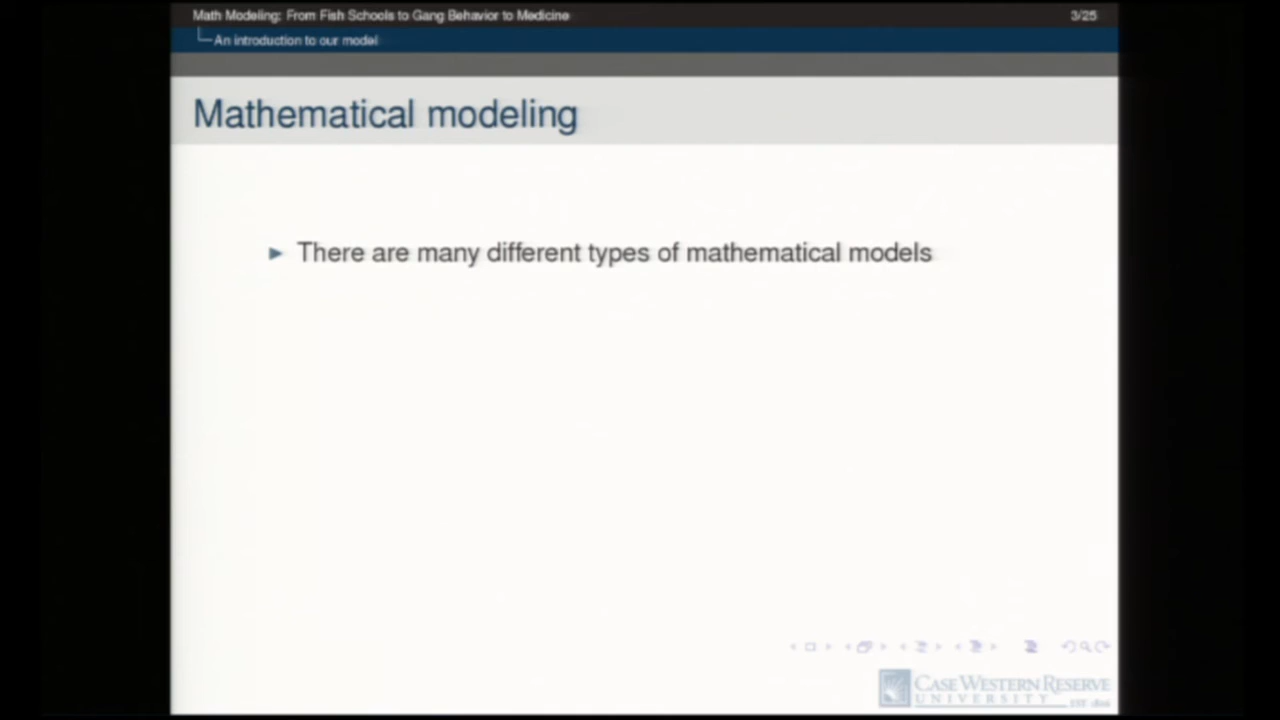 Math Modeling: From Fish Schools to Gang Behavior to Medicine 3/25
An introduction to our model
Mathematical modeling
There are many different types of mathematical models
CASE WESTERN RESERVE
UNIVERSITY